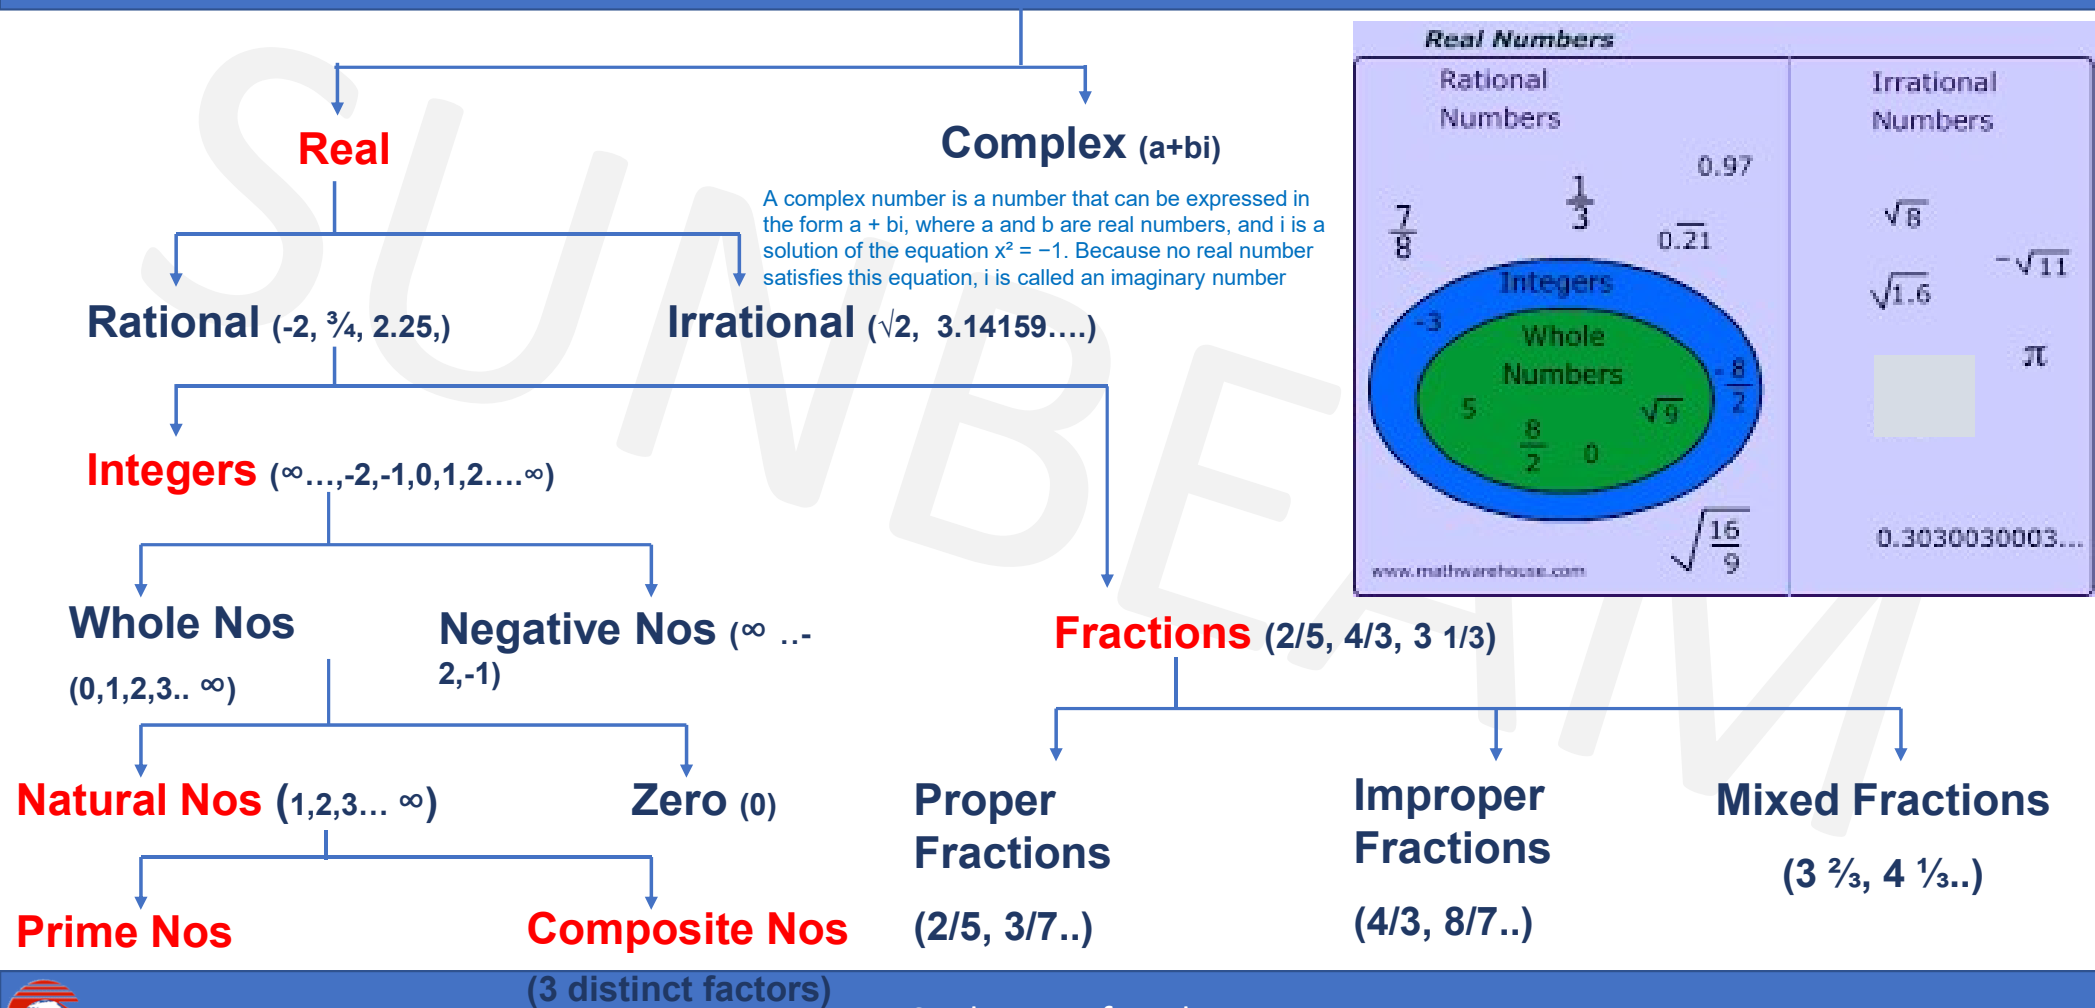 Real
Complex (a+bi)
A complex number is a number that can be expressed in
the form a + bi, where a and b are real numbers, and i is a
solution of the equation x² = −1. Because no real number
satisfies this equation, i is called an imaginary number
Rational (-2, ¾, 2.25,)
Irrational (√2, 3.14159....)
Integers (∞...,-2,-1,0,1,2....∞)
Whole Nos
(0,1,2,3.. ∞)
Negative Nos (∞ ..-
2,-1)
Fractions (2/5, 4/3, 3 1/3)
Natural Nos (1,2,3... ∞)
Zero (0)
Proper
Fractions
(2/5, 3/7..)
Improper
Fractions
(4/3, 8/7..)
Mixed Fractions
(3 ⅔, 4 ⅓..)
Prime Nos
Composite Nos
(3 distinct factors)
SUNBEAM
Real Numbers
Rational
Numbers
Irrational
Numbers
0.97
7/8
1/3
0.2̅1̅
√8
-√11
√1.6
π
Integers
-3
Whole
Numbers
-8/2
5
√9
8/2
0
√16/9
0.3030030003...
www.mathwarehouse.com